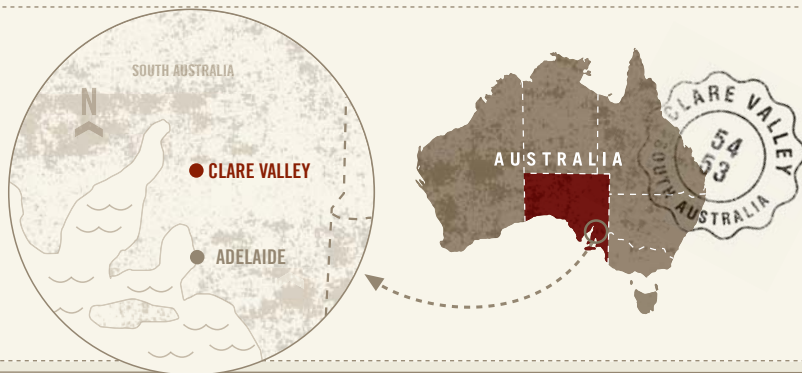 SOUTH AUSTRALIA
N
CLARE VALLEY
ADELAIDE
AUSTRALIA
CLARE VALLEY
54
53
SOUTH
AUSTRALIA